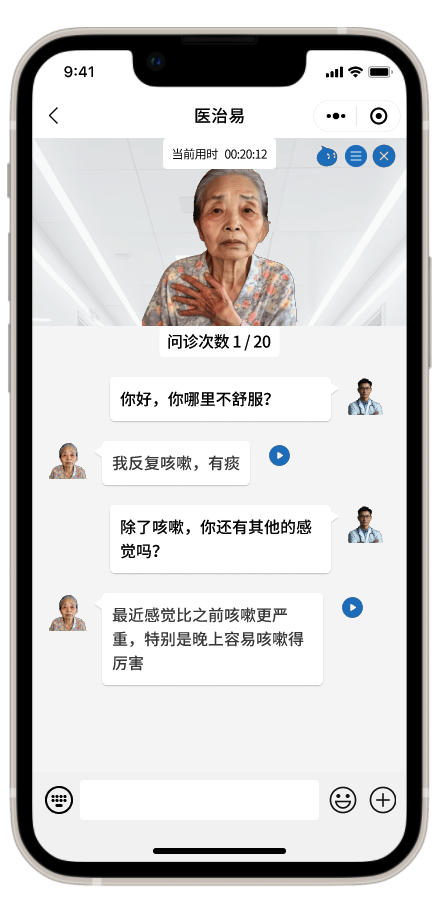 9:41
医治易
当前用时 00:20:12
问诊次数 1 / 20
你好，你哪里不舒服？
我反复咳嗽，有痰
除了咳嗽，你还有其他的感
觉吗？
最近感觉比之前咳嗽更严
重，特别是晚上容易咳嗽得
厉害